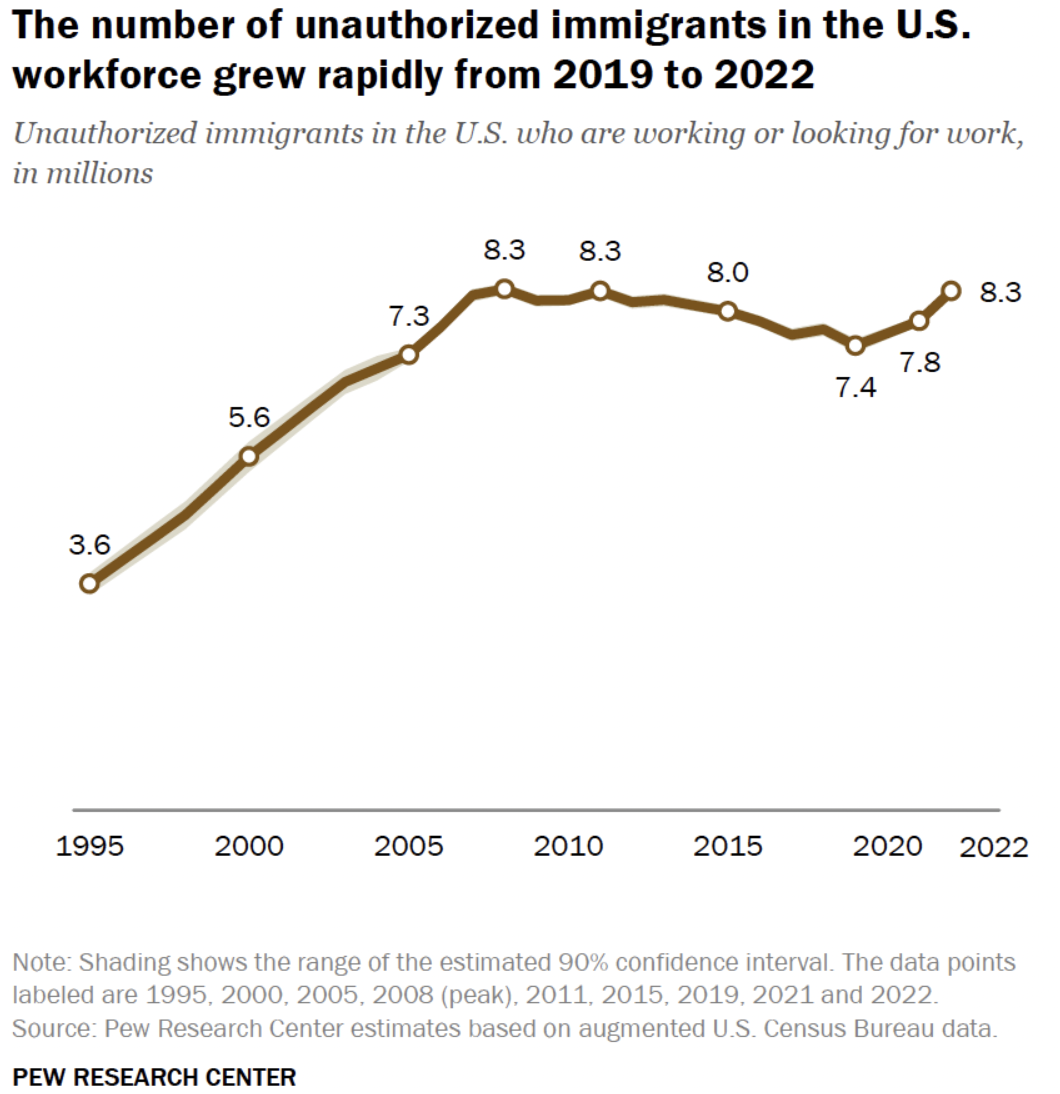 The number of unauthorized immigrants in the U.S.
workforce grew rapidly from 2019 to 2022
Unauthorized immigrants in the U.S. who are working or looking for work,
in millions
8.3
8.3
8.0
8.3
7.3
7.8
7.4
5.6
3.6
1995
2000
2005
2010
2015
2020
2022
Note: Shading shows the range of the estimated 90% confidence interval. The data points
labeled are 1995, 2000, 2005, 2008 (peak), 2011, 2015, 2019, 2021 and 2022.
Source: Pew Research Center estimates based on augmented U.S. Census Bureau data.
PEW RESEARCH CENTER